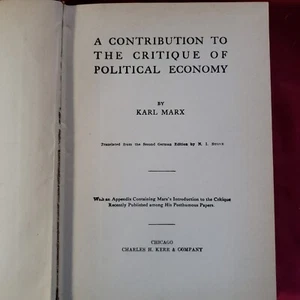 A CONTRIBUTION TO
THE CRITIQUE OF
POLITICAL ECONOMY
BY
KARL MARX
Translated from the Second German Edition by N. I. STONE
With an Appendix Containing Marx's Introduction to the Critique
Recently Published among His Posthumous Papers.
CHICAGO
CHARLES H. KERR & COMPANY